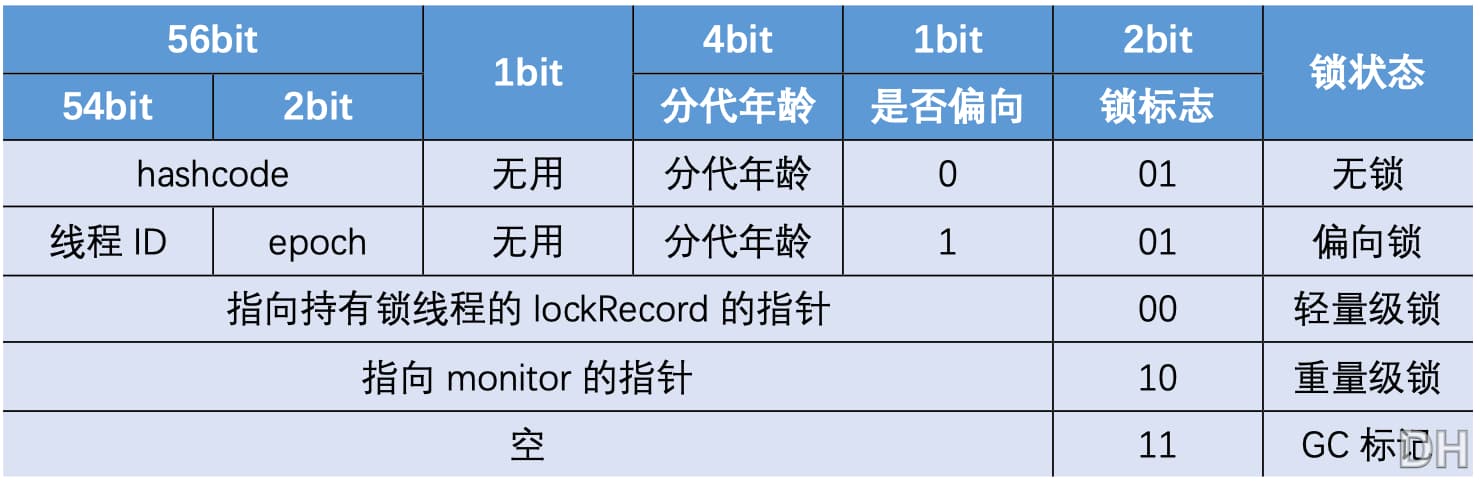 56bit 1bit 4bit 1bit 2bit 锁状态
54bit 2bit 分代年龄 是否偏向 锁标志
hashcode 无用 分代年龄 0 01 无锁
线程 ID epoch 无用 分代年龄 1 01 偏向锁
指向持有锁线程的 lockRecord 的指针 00 轻量级锁
指向 monitor 的指针 10 重量级锁
空 11 GC 标记
DH